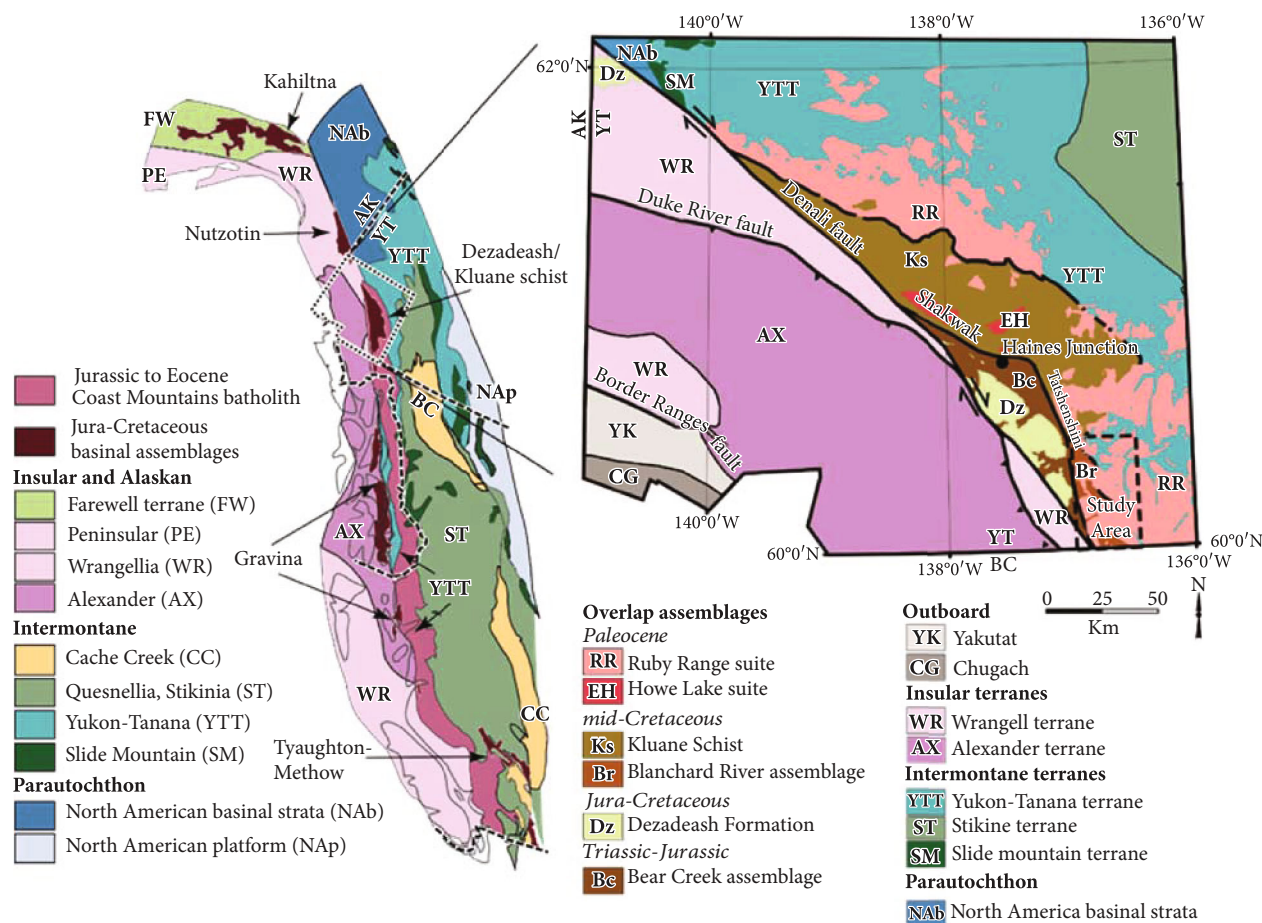 Kahiltna
FW
NAb
PE
WR
AK
YT
Nutzotin
YTT
Dezadeash/
Kluane schist
BC
NAp
AX
ST
Gravina
YTT
WR
CC
Tyaughton-
Methow
Jurassic to Eocene
Coast Mountains batholith
Jura-Cretaceous
basinal assemblages
Insular and Alaskan
Farewell terrane (FW)
Peninsular (PE)
Wrangellia (WR)
Alexander (AX)
Intermontane
Cache Creek (CC)
Quesnellia, Stikinia (ST)
Yukon-Tanana (YTT)
Slide Mountain (SM)
Parautochthon
North American basinal strata (NAb)
North American platform (NAp)
140°0′W
138°0′W
136°0′W
62°0′N
NAb
Dz
SM
YTT
ST
AK
YT
WR
Duke River fault
Denali fault
RR
Ks
YTT
Shakwak
EH
Haines Junction
AX
WR
Border Ranges fault
Bc
Dz
Tatshenshini
YK
CG
Br
RR
Study
Area
WR
140°0′W
60°0′N
YT
BC
138°0′W
136°0′W
60°0′N
N
0 25 50
Km
Overlap assemblages
Paleocene
RR Ruby Range suite
EH Howe Lake suite
mid-Cretaceous
Ks Kluane Schist
Br Blanchard River assemblage
Jura-Cretaceous
Dz Dezadeash Formation
Triassic-Jurassic
Bc Bear Creek assemblage
Outboard
YK Yakutat
CG Chugach
Insular terranes
WR Wrangell terrane
AX Alexander terrane
Intermontane terranes
YTT Yukon-Tanana terrane
ST Stikine terrane
SM Slide mountain terrane
Parautochthon
NAb North America basinal strata